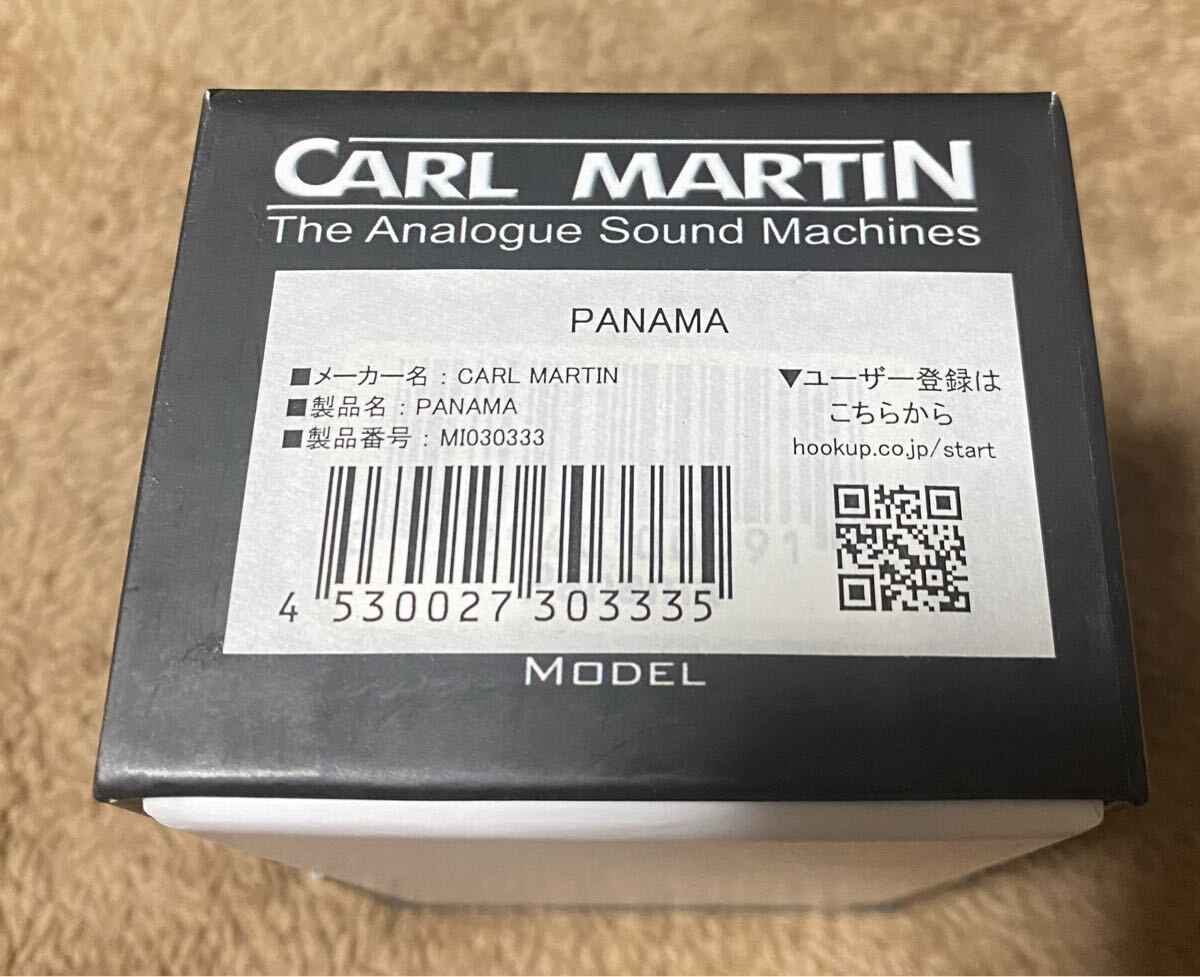 CARL MARTIN
The Analogue Sound Machines
PANAMA
■メーカー名 : CARL MARTIN
■製品名 : PANAMA
■製品番号 : MI030333
▼ユーザー登録は
こちらから
hookup.co.jp/start
4 530027 303335
MODEL